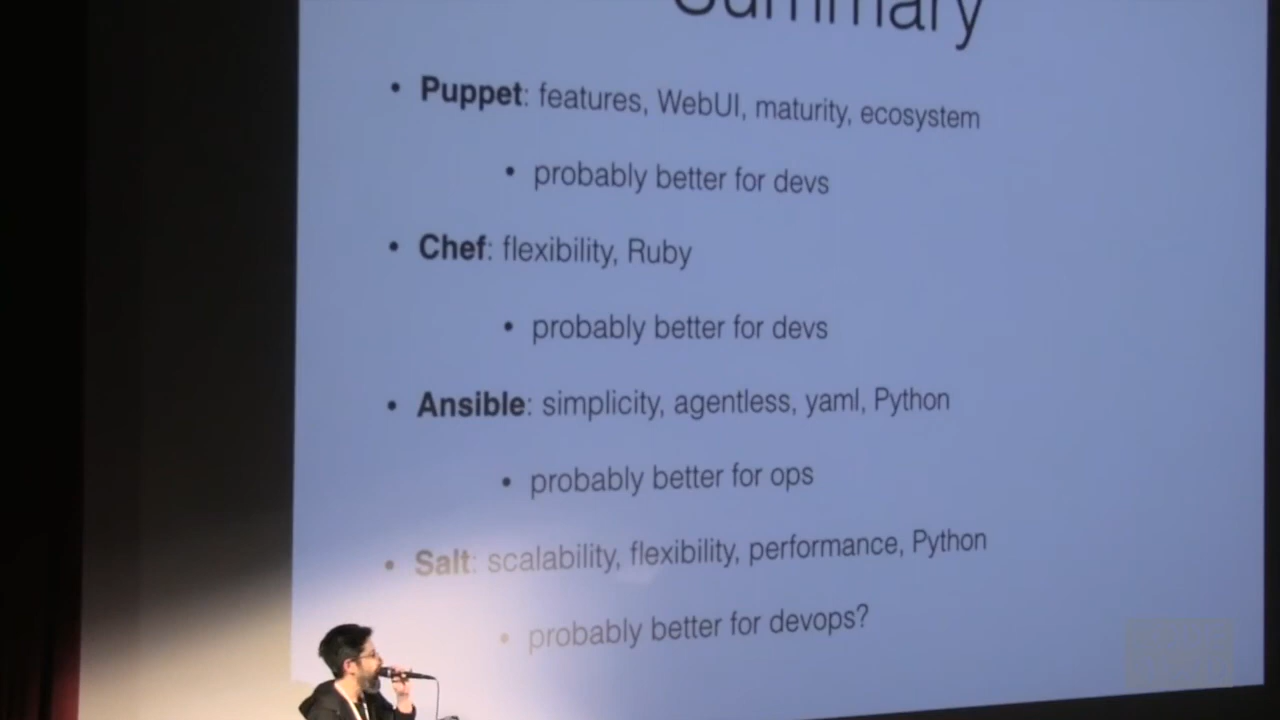 Summary
• Puppet: features, WebUI, maturity, ecosystem
• probably better for devs
• Chef: flexibility, Ruby
• probably better for devs
• Ansible: simplicity, agentless, yaml, Python
• probably better for ops
• Salt: scalability, flexibility, performance, Python
• probably better for devops?